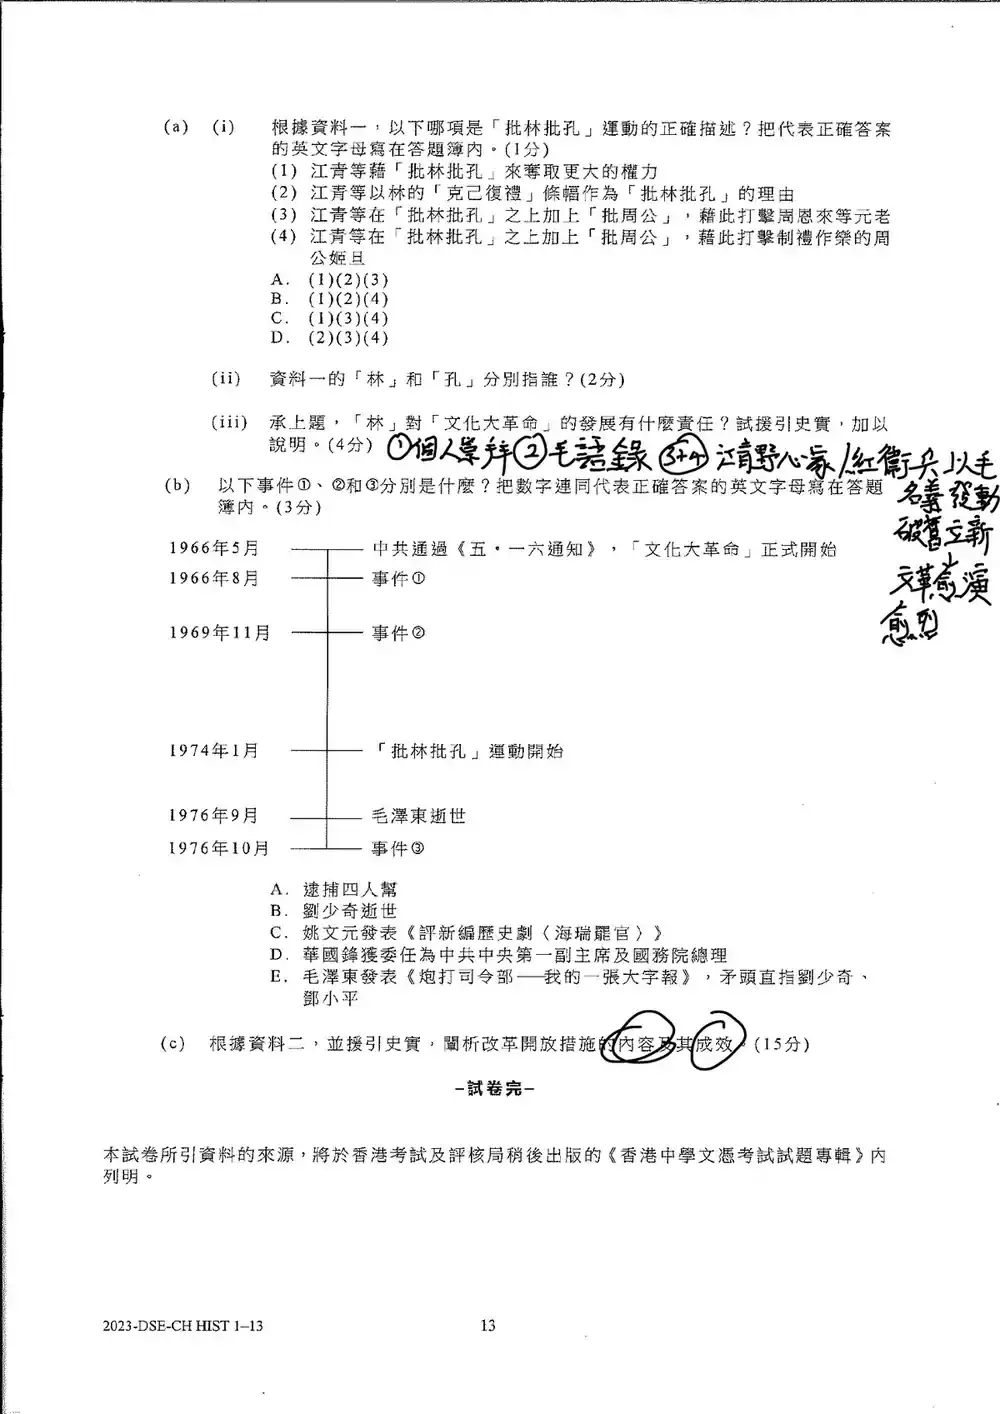 (a) (i) 根據資料一，以下哪項是「批林批孔」運動的正確描述？把代表正確答案
的英文字母寫在答題簿內。(1分)
(1) 江青等藉「批林批孔」來奪取更大的權力
(2) 江青等以林的「克己復禮」條幅作為「批林批孔」的理由
(3) 江青等在「批林批孔」之上加上「批周公」，藉此打擊周恩來等元老
(4) 江青等在「批林批孔」之上加上「批周公」，藉此打擊制禮作樂的周
公姬旦
A. (1)(2)(3)
B. (1)(2)(4)
C. (1)(3)(4)
D. (2)(3)(4)
(ii) 資料一的「林」和「孔」分別指誰？(2分)
(iii) 承上題，「林」對「文化大革命」的發展有什麼責任？試援引史實，加以
說明。(4分) ①個人崇拜②毛語錄 ③+④ 江青野心家/紅衛兵以毛
名義發動
破舊立新
↓
文革愈演
愈烈
(b) 以下事件①、②和③分別是什麼？把數字連同代表正確答案的英文字母寫在答題
簿內。(3分)
1966年5月 中共通過《五·一六通知》，「文化大革命」正式開始
1966年8月 事件①
1969年11月 事件②
1974年1月 「批林批孔」運動開始
1976年9月 毛澤東逝世
1976年10月 事件③
A. 逮捕四人幫
B. 劉少奇逝世
C. 姚文元發表《評新編歷史劇〈海瑞罷官〉》
D. 華國鋒獲委任為中共中央第一副主席及國務院總理
E. 毛澤東發表《炮打司令部——我的一張大字報》，矛頭直指劉少奇、
鄧小平
(c) 根據資料二，並援引史實，闡析改革開放措施的內容及其成效。(15分)
-試卷完-
本試卷所引資料的來源，將於香港考試及評核局稍後出版的《香港中學文憑考試試題專輯》內
列明。
2023-DSE-CH HIST 1–13
13